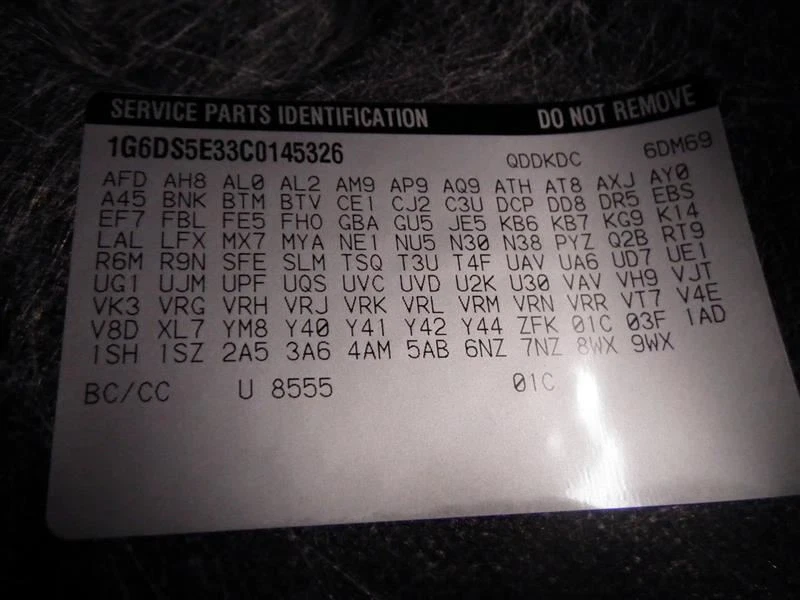 SERVICE PARTS IDENTIFICATION DO NOT REMOVE
1G6DS5E33C0145326 QDDKDC 6DM69
AFD AH8 AL0 AL2 AM9 AP9 AQ9 ATH AT8 AXJ AY0
A45 BNK BTM BTV CE1 CJ2 C3U DCP DD8 DR5 EBS
EF7 FBL FE5 FHO GBA GU5 JE5 KB6 KB7 KG9 K14
LAL LFX MX7 MYA NE1 NU5 N30 N38 PYZ Q2B RT9
R6M R9N SFE SLM TSQ T3U T4F UAV UA6 UD7 UE1
UG1 UJM UPF UQS UVC UVD U2K U30 VAV VH9 VJT
VK3 VRG VRH VRJ VRK VRL VRM VRN VRR VT7 V4E
V8D XL7 YM8 Y40 Y41 Y42 Y44 ZFK 01C 03F 1AD
1SH 1SZ 2A5 3A6 4AM 5AB 6NZ 7NZ 8WX 9WX
BC/CC U 8555 01C